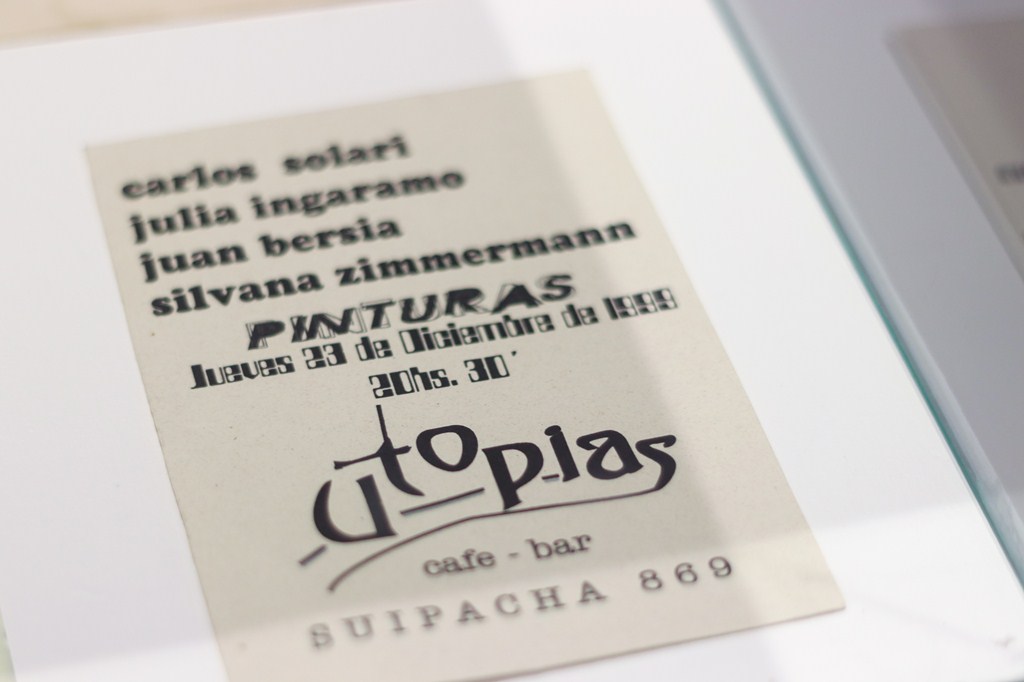 carlos solari
julia ingaramo
juan bersia
silvana zimmermann
PINTURAS
Jueves 23 de Diciembre de 1999
20hs. 30´
utopias
cafe - bar
SUIPACHA 869